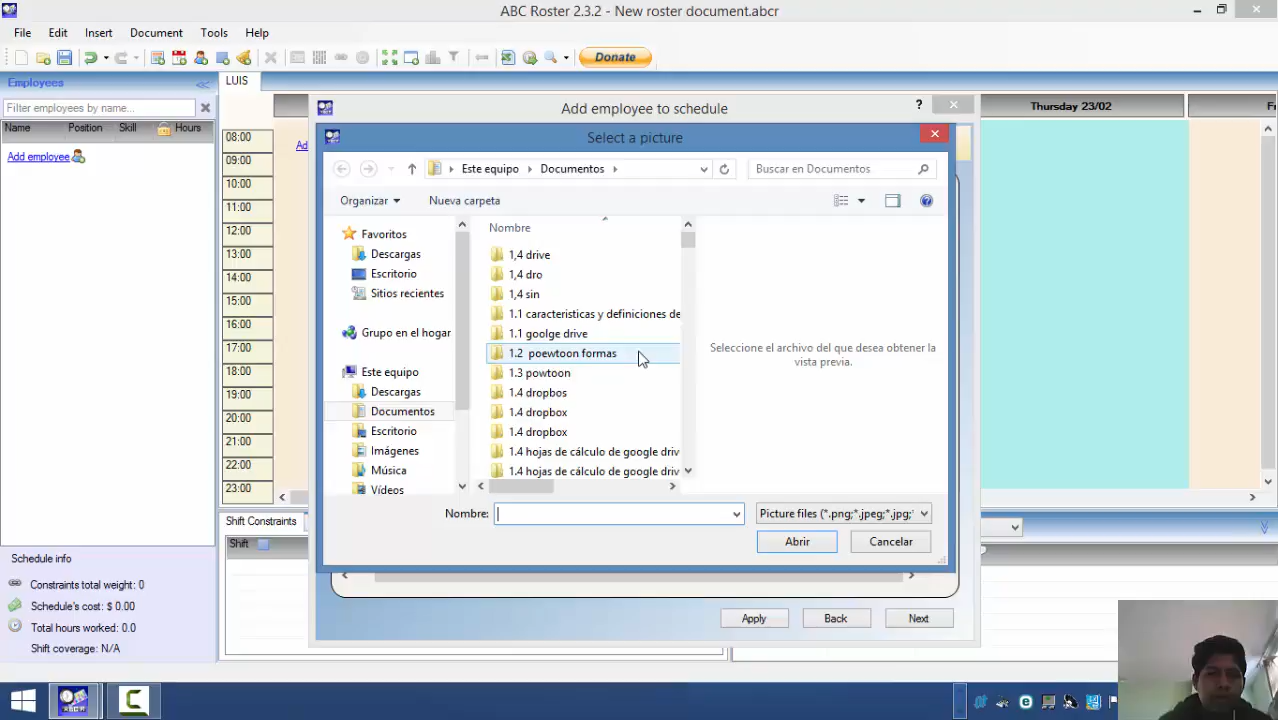 ABC Roster 2.3.2 - New roster document.abcr
File Edit Insert Document Tools Help
Donate
Employees
LUIS
Filter employees by name...
Name Position Skill Hours
Add employee
Add employee to schedule
?
Thursday 23/02
Select a picture
Este equipo Documentos
Buscar en Documentos
Organizar Nueva carpeta
Favoritos
Descargas
Escritorio
Sitios recientes
Grupo en el hogar
Este equipo
Descargas
Documentos
Escritorio
Imágenes
Música
Vídeos
Nombre
1,4 drive
1,4 dro
1,4 sin
1.1 caracteristicas y definiciones de
1.1 goolge drive
1.2 poewtoon formas
1.3 powtoon
1.4 dropbos
1.4 dropbox
1.4 dropbox
1.4 hojas de cálculo de google driv
1.4 hojas de cálculo de google driv
Seleccione el archivo del que desea obtener la
vista previa.
Nombre:
Picture files (*.png;*.jpeg;*.jpg;
Abrir Cancelar
08:00
09:00
10:00
11:00
12:00
13:00
14:00
15:00
16:00
17:00
18:00
19:00
20:00
21:00
22:00
23:00
Shift Constraints
Shift
Apply Back Next
Schedule info
Constraints total weight: 0
Schedule's cost: $ 0.00
Total hours worked: 0.0
Shift coverage: N/A